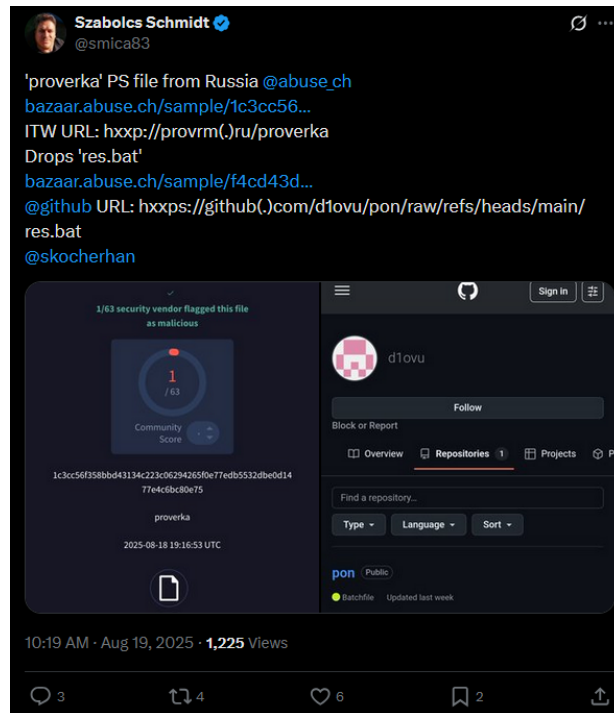 Szabolcs Schmidt
@smica83
'proverka' PS file from Russia @abuse_ch
bazaar.abuse.ch/sample/1c3cc56...
ITW URL: hxxp://provrm(.)ru/proverka
Drops 'res.bat'
bazaar.abuse.ch/sample/f4cd43d...
@github URL: hxxps://github(.)com/d1ovu/pon/raw/refs/heads/main/
res.bat
@skocherhan
1/63 security vendor flagged this file
as malicious
1
/ 63
Community
Score
1c3cc56f358bbd43134c223c06294265f0e77edb5532dbe0d14
77e4c6bc80e75
proverka
2025-08-18 19:16:53 UTC
Sign in
d1ovu
Follow
Block or Report
Overview
Repositories 1
Projects
P
Find a repository...
Type
Language
Sort
pon Public
Batchfile Updated last week
10:19 AM · Aug 19, 2025 · 1,225 Views
3
4
6
2